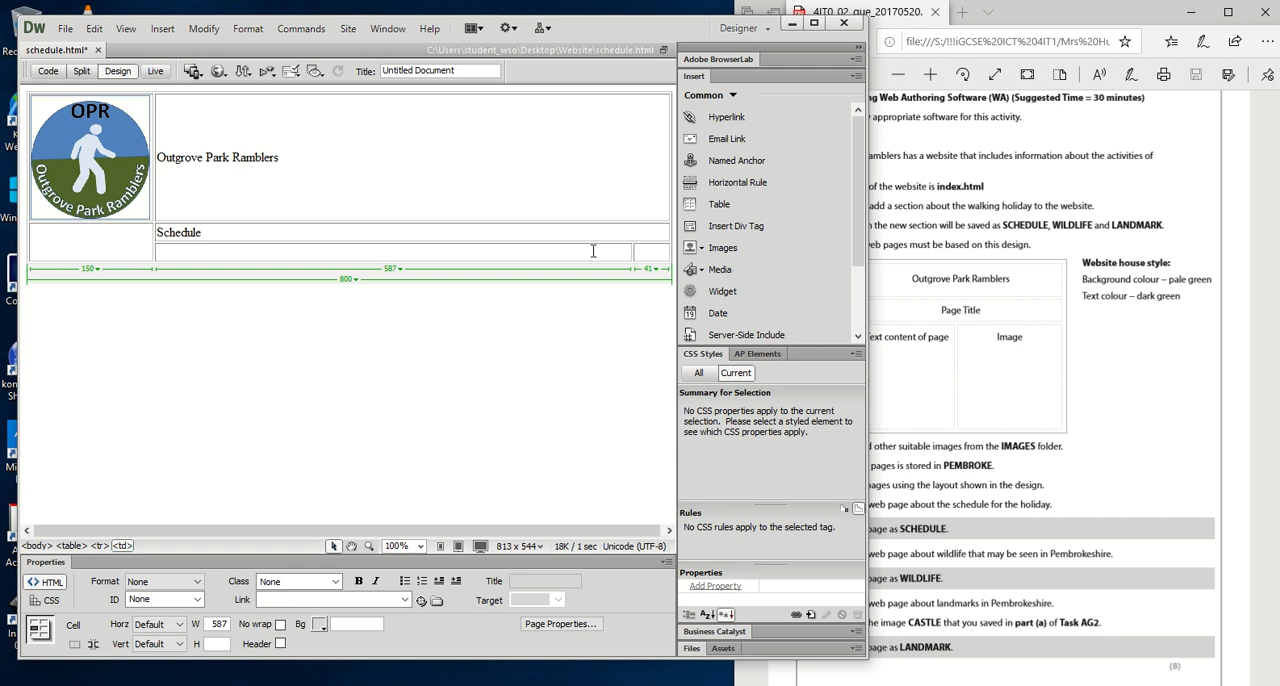 4IT0_02_que_20170520.
Rec
DW File Edit View Insert Modify Format Commands Site Window Help Designer
schedule.html*
C:\Users\student_wso\Desktop\Website\schedule.html
Code Split Design Live Title: Untitled Document
file:///S:/!!!iGCSE%20ICT%204IT1/Mrs%20Hu
OPR
Outgrove Park Ramblers
Outgrove Park Ramblers
Schedule
150 587 41
800
Adobe BrowserLab
Insert
Common
Hyperlink
Email Link
Named Anchor
Horizontal Rule
Table
Insert Div Tag
Images
Media
Widget
Date
Server-Side Include
CSS Styles AP Elements
All Current
Summary for Selection
No CSS properties apply to the current
selection. Please select a styled element to
see which CSS properties apply.
Rules
No CSS rules apply to the selected tag.
Properties
Add Property
Business Catalyst
Files Assets
<body> <table> <tr> <td>
100% 813 x 544 18K / 1 sec Unicode (UTF-8)
Properties
<> HTML Format None Class None B I Title
CSS ID None Link Target
Cell Horz Default W 587 No wrap Bg Page Properties...
Vert Default H Header
ng Web Authoring Software (WA) (Suggested Time = 30 minutes)
y appropriate software for this activity.
amblers has a website that includes information about the activities of
of the website is index.html
add a section about the walking holiday to the website.
n the new section will be saved as SCHEDULE, WILDLIFE and LANDMARK.
eb pages must be based on this design.
Outgrove Park Ramblers
Page Title
ext content of page Image
Website house style:
Background colour – pale green
Text colour – dark green
d other suitable images from the IMAGES folder.
pages is stored in PEMBROKE.
pages using the layout shown in the design.
web page about the schedule for the holiday.
page as SCHEDULE.
web page about wildlife that may be seen in Pembrokeshire.
page as WILDLIFE.
web page about landmarks in Pembrokeshire.
he image CASTLE that you saved in part (a) of Task AG2.
page as LANDMARK.
(8)